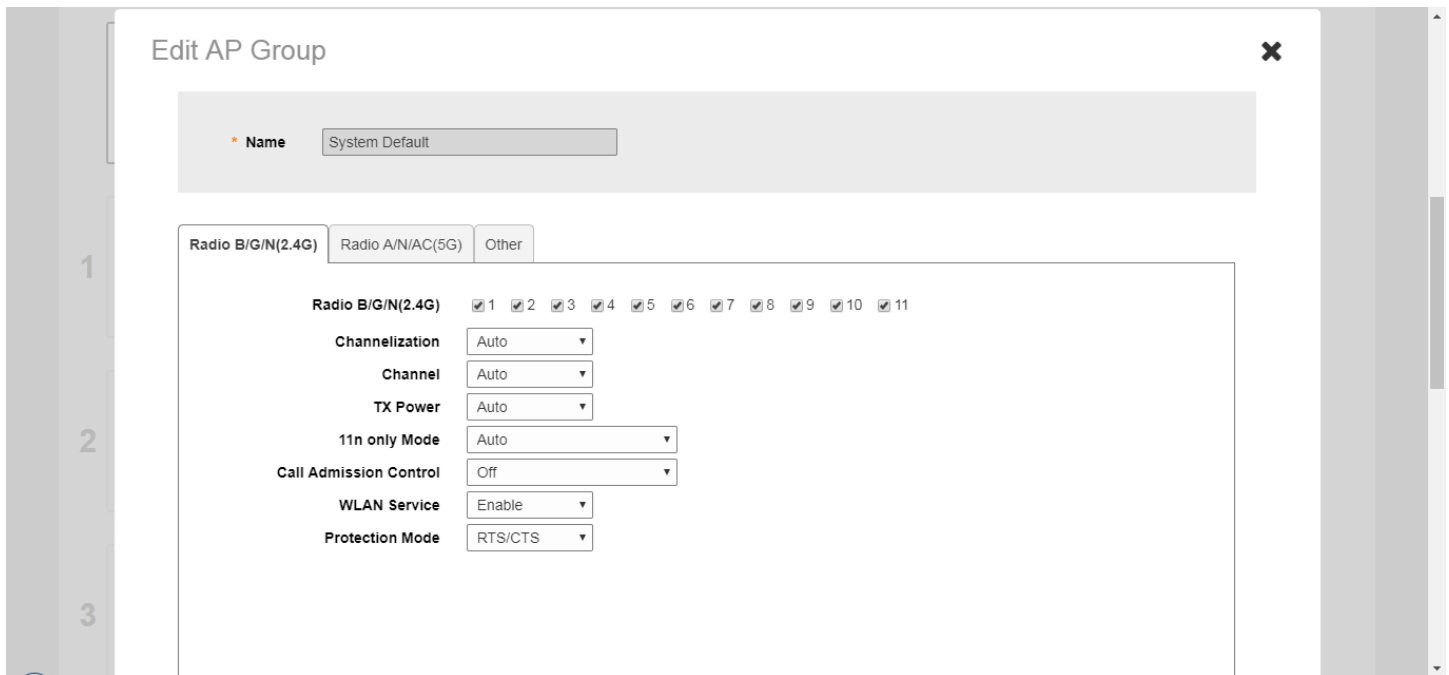 Edit AP Group
* Name System Default
Radio B/G/N(2.4G) Radio A/N/AC(5G) Other
1
Radio B/G/N(2.4G) 1 2 3 4 5 6 7 8 9 10 11
Channelization Auto
Channel Auto
TX Power Auto
11n only Mode Auto
2
Call Admission Control Off
WLAN Service Enable
Protection Mode RTS/CTS
3